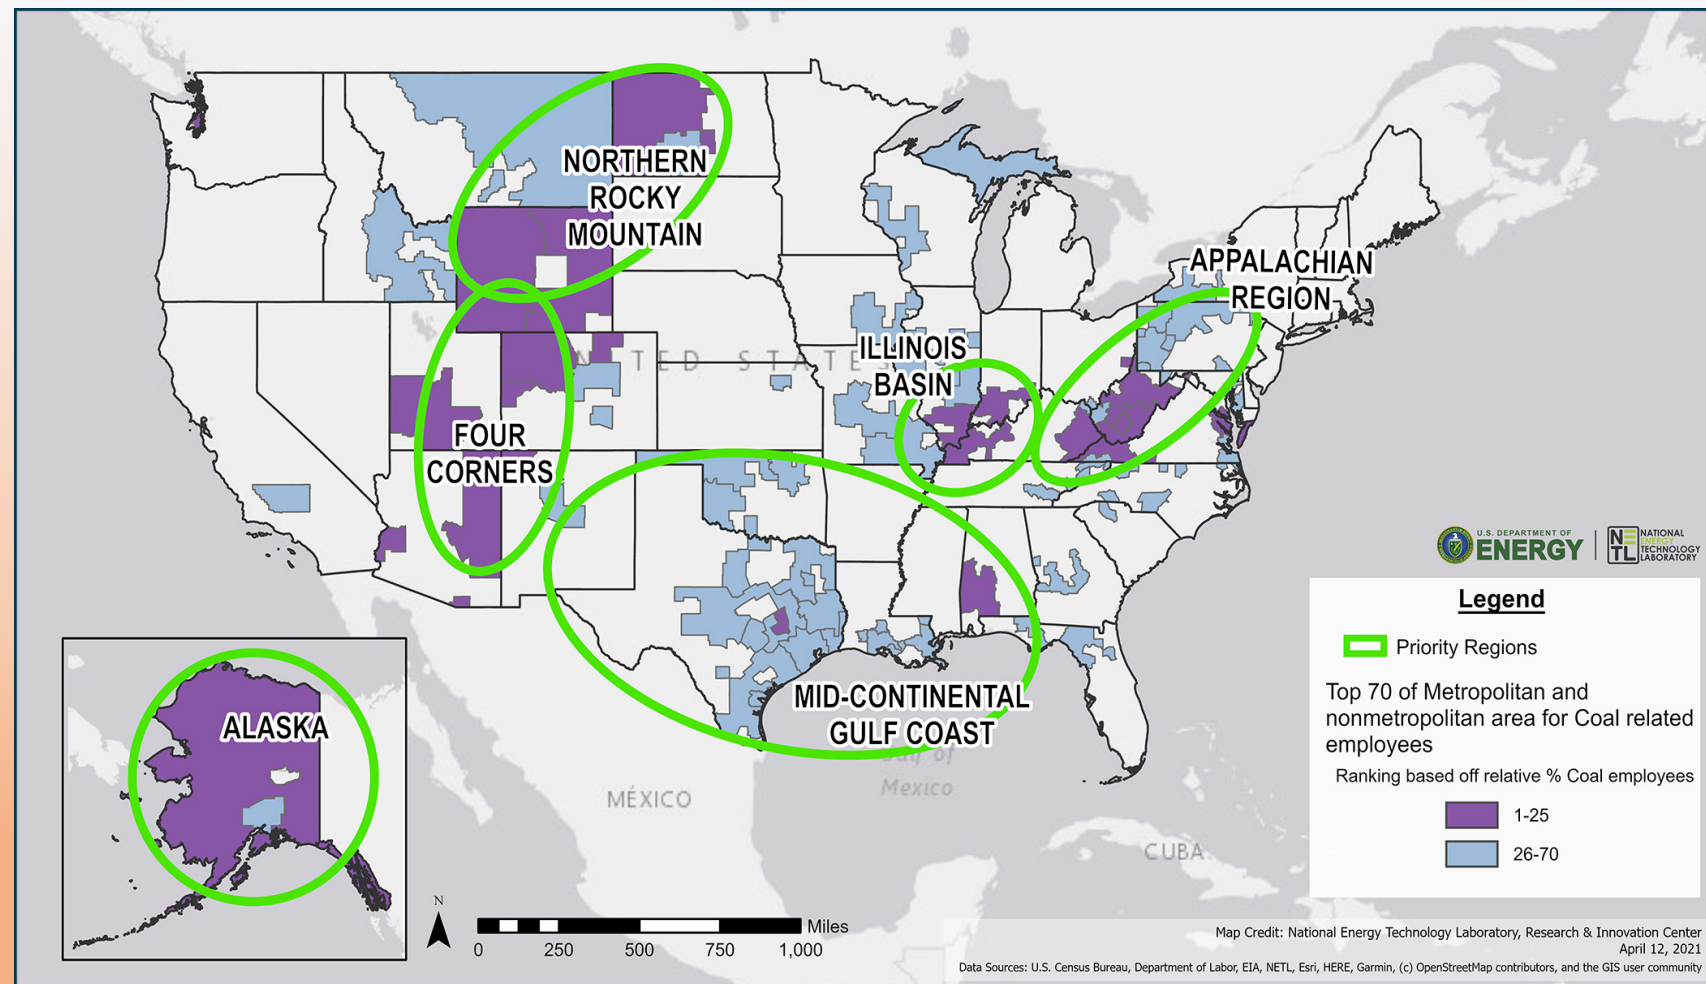 NORTHERN
ROCKY
MOUNTAIN
APPALACHIAN
REGION
ILLINOIS
BASIN
FOUR
CORNERS
MID-CONTINENTAL
GULF COAST
ALASKA
MÉXICO
Gulf of
Mexico
CUBA
N
0 250 500 750 1,000
Miles
U.S. DEPARTMENT OF
ENERGY
NETL
NATIONAL
ENERGY
TECHNOLOGY
LABORATORY
Legend
Priority Regions
Top 70 of Metropolitan and
nonmetropolitan area for Coal related
employees
Ranking based off relative % Coal employees
1-25
26-70
Map Credit: National Energy Technology Laboratory, Research & Innovation Center
April 12, 2021
Data Sources: U.S. Census Bureau, Department of Labor, EIA, NETL, Esri, HERE, Garmin, (c) OpenStreetMap contributors, and the GIS user community